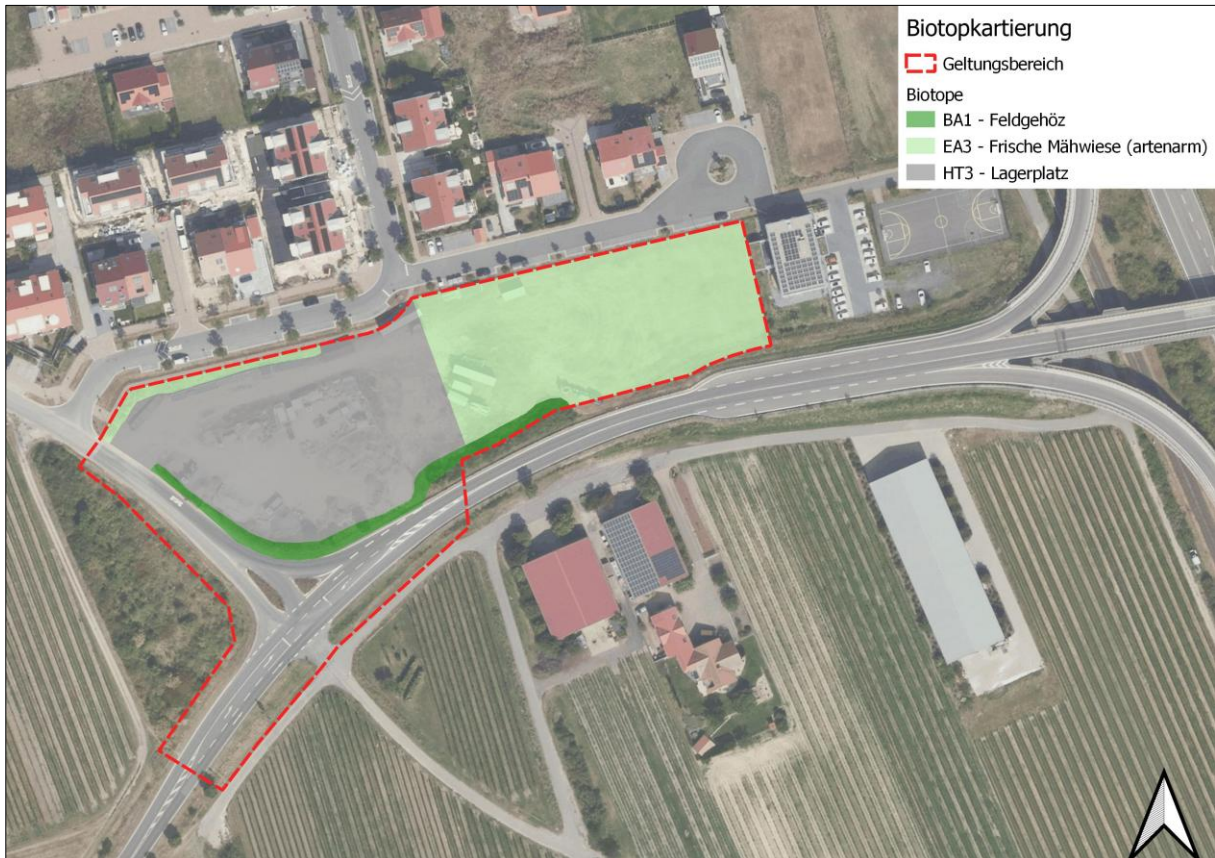 Biotopkartierung
Geltungsbereich
Biotope
BA1 - Feldgehöz
EA3 - Frische Mähwiese (artenarm)
HT3 - Lagerplatz